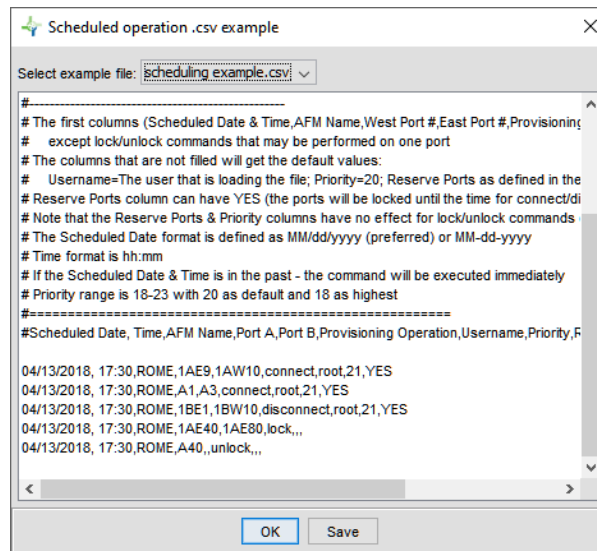 Scheduled operation .csv example
Select example file: scheduling example.csv
#------------------------------------------------
# The first columns (Scheduled Date & Time,AFM Name,West Port #,East Port #,Provisioning
# except lock/unlock commands that may be performed on one port
# The columns that are not filled will get the default values:
# Username=The user that is loading the file; Priority=20; Reserve Ports as defined in the
# Reserve Ports column can have YES (the ports will be locked until the time for connect/di
# Note that the Reserve Ports & Priority columns have no effect for lock/unlock commands
# The Scheduled Date format is defined as MM/dd/yyyy (preferred) or MM-dd-yyyy
# Time format is hh:mm
# If the Scheduled Date & Time is in the past - the command will be executed immediately
# Priority range is 18-23 with 20 as default and 18 as highest
#====================================================
#Scheduled Date, Time,AFM Name,Port A,Port B,Provisioning Operation,Username,Priority,R
04/13/2018, 17:30,ROME,1AE9,1AW10,connect,root,21,YES
04/13/2018, 17:30,ROME,A1,A3,connect,root,21,YES
04/13/2018, 17:30,ROME,1BE1,1BW10,disconnect,root,21,YES
04/13/2018, 17:30,ROME,1AE40,1AE80,lock,,,
04/13/2018, 17:30,ROME,A40,,unlock,,,
OK Save